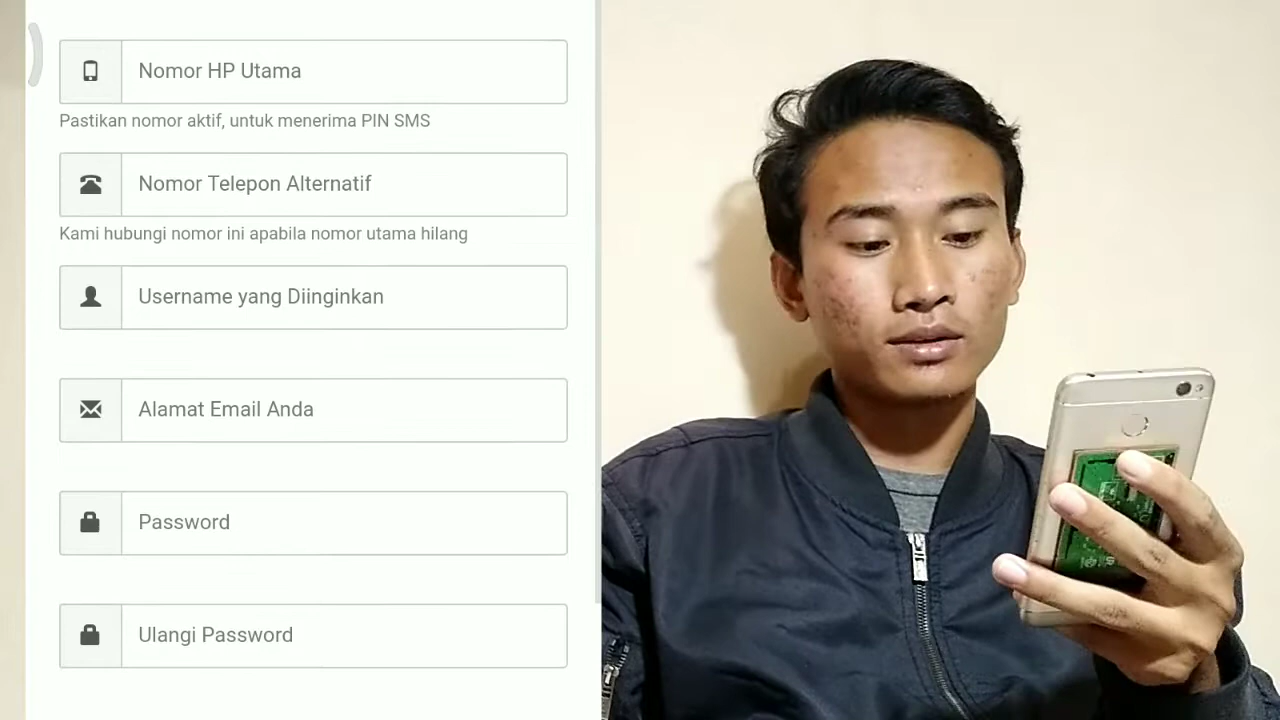 Nomor HP Utama
Pastikan nomor aktif, untuk menerima PIN SMS
Nomor Telepon Alternatif
Kami hubungi nomor ini apabila nomor utama hilang
Username yang Diinginkan
Alamat Email Anda
Password
Ulangi Password